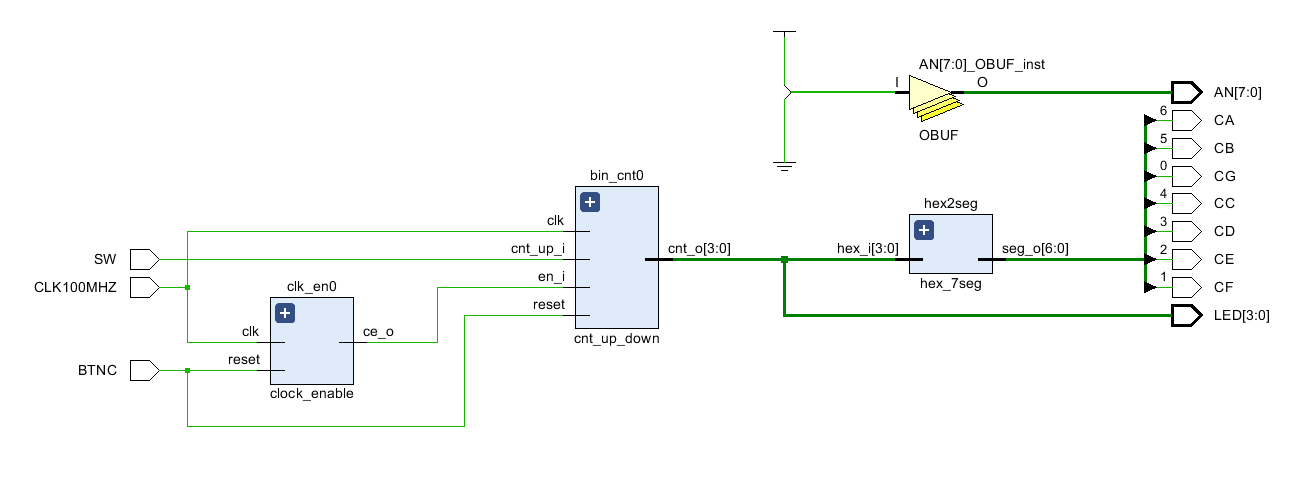 AN[7:0]_OBUF_inst
I
O
AN[7:0]
OBUF
6
CA
5
CB
0
CG
4
CC
3
CD
2
CE
1
CF
LED[3:0]
bin_cnt0
clk
cnt_up_i
en_i
reset
cnt_o[3:0]
cnt_up_down
hex2seg
hex_i[3:0]
seg_o[6:0]
hex_7seg
SW
CLK100MHZ
BTNC
clk_en0
clk
reset
ce_o
clock_enable